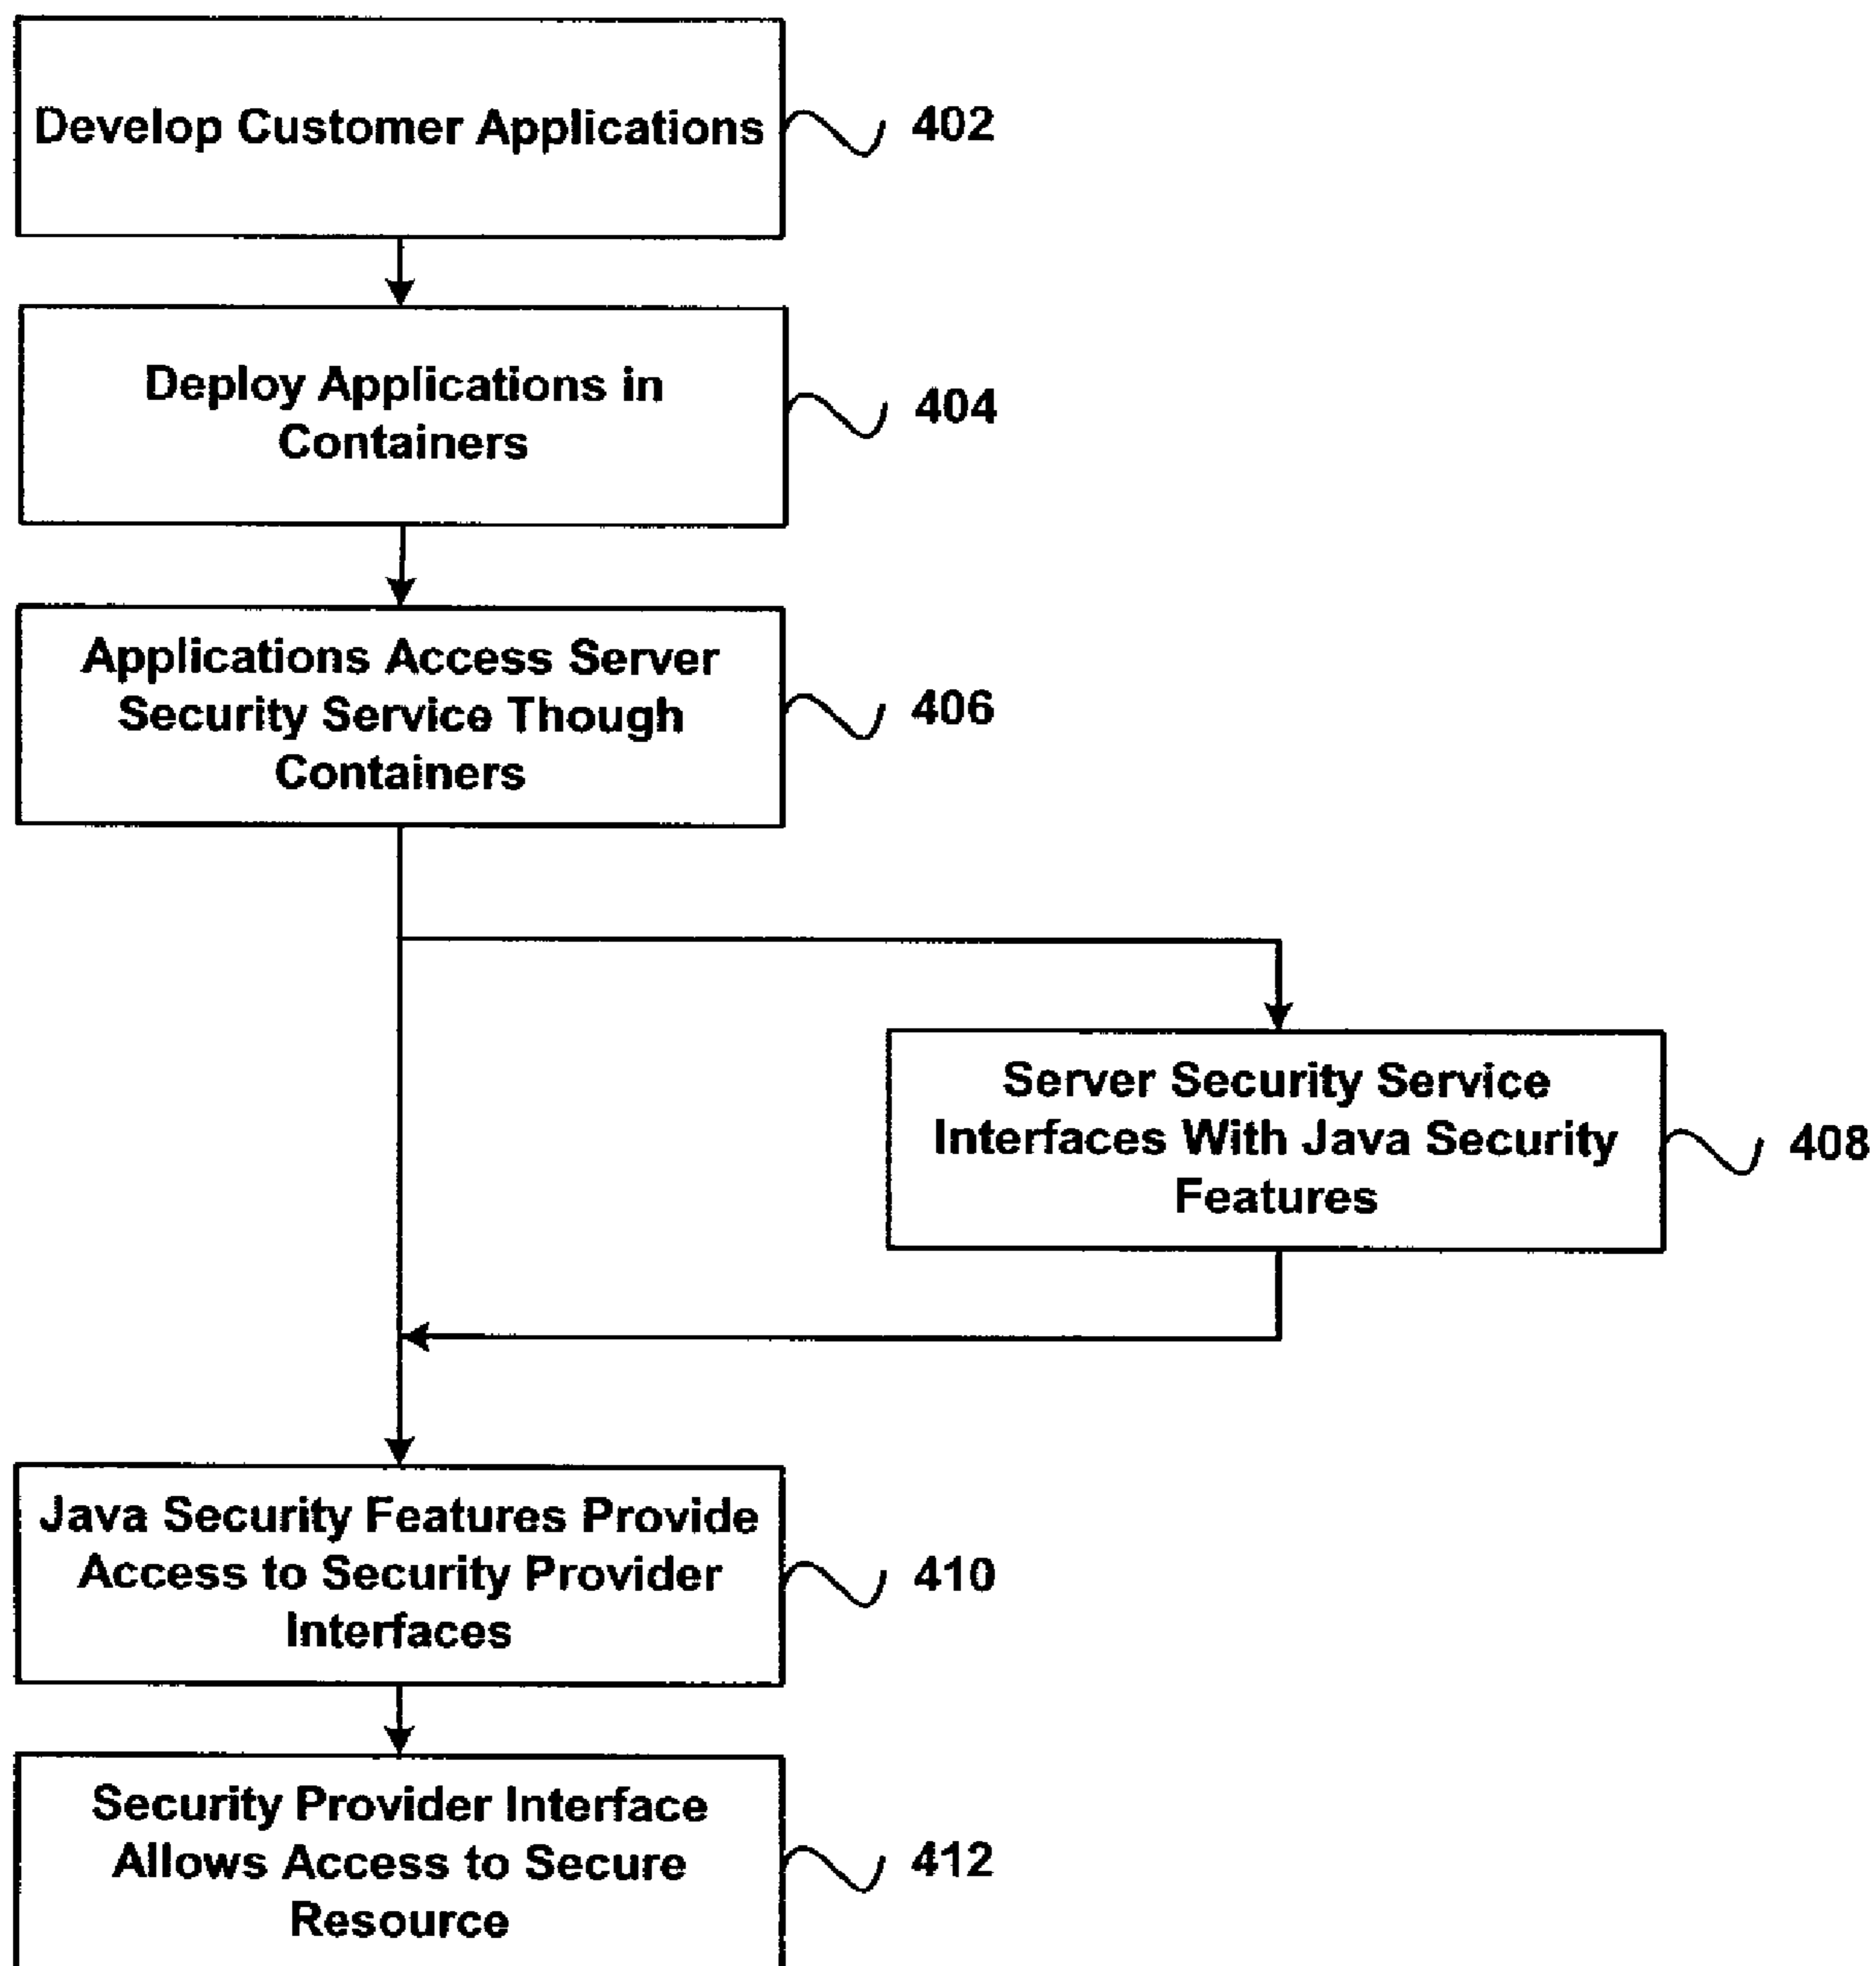 Develop Customer Applications
402
Deploy Applications in
Containers
404
Applications Access Server
Security Service Though
Containers
406
Server Security Service
Interfaces With Java Security
Features
408
Java Security Features Provide
Access to Security Provider
Interfaces
410
Security Provider Interface
Allows Access to Secure
Resource
412